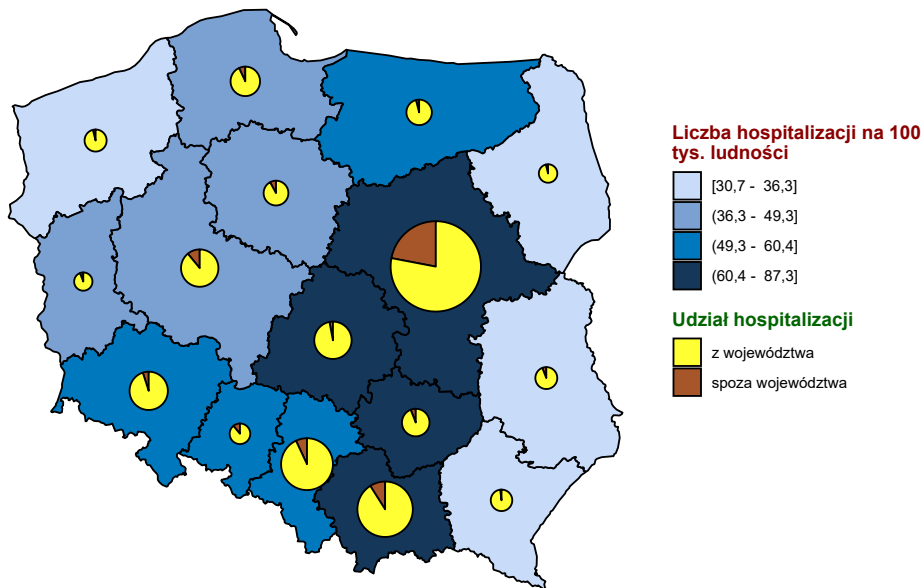 Liczba hospitalizacji na 100
tys. ludności
[30,7 - 36,3]
(36,3 - 49,3]
(49,3 - 60,4]
(60,4 - 87,3]
Udział hospitalizacji
z województwa
spoza województwa